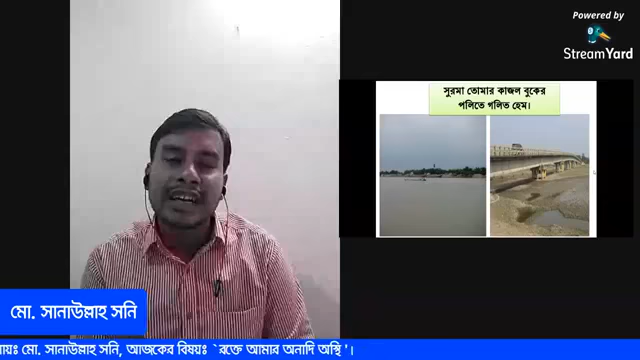 Powered by
StreamYard
সুরমা তোমার কাজল বুকের
পলিতে গলিত হেম।
মো. সানাউল্লাহ সনি
মো. সানাউল্লাহ সনি, আজকের বিষয়ঃ `রক্তে আমার অনাদি অস্থি '।